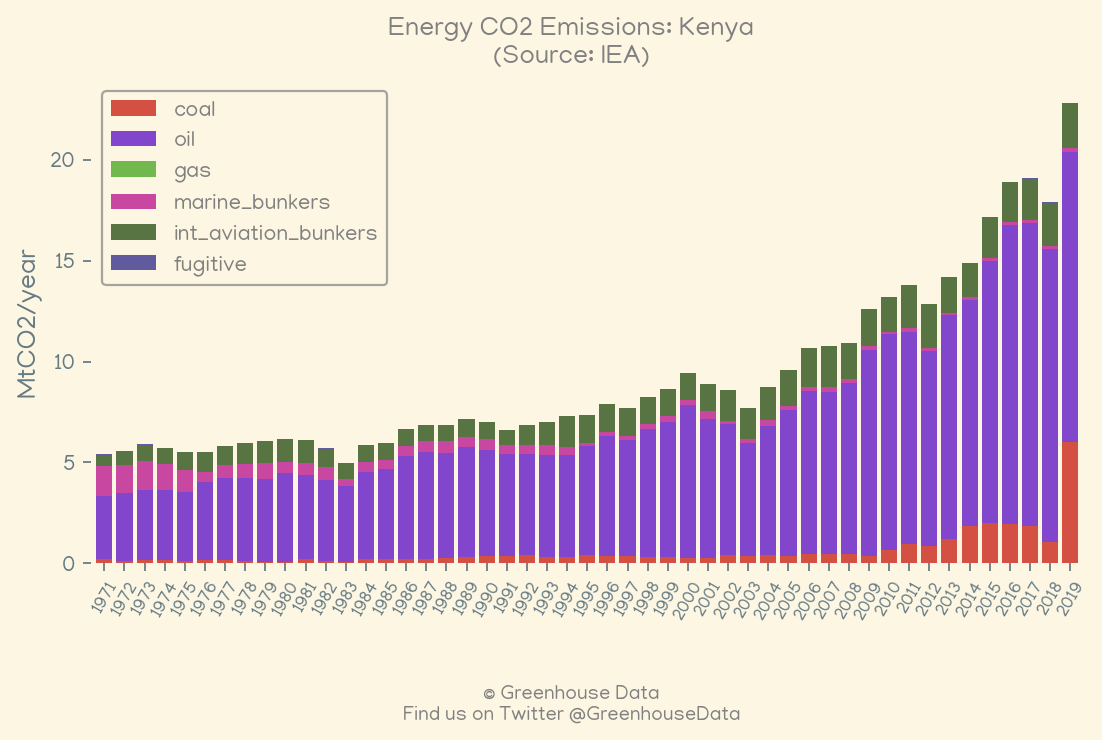 Energy CO2 Emissions: Kenya
(Source: IEA)
coal
oil
gas
marine_bunkers
int_aviation_bunkers
fugitive
MtCO2/year
20
15
10
5
0
1971 1972 1973 1974 1975 1976 1977 1978 1979 1980 1981 1982 1983 1984 1985 1986 1987 1988 1989 1990 1991 1992 1993 1994 1995 1996 1997 1998 1999 2000 2001 2002 2003 2004 2005 2006 2007 2008 2009 2010 2011 2012 2013 2014 2015 2016 2017 2018 2019
© Greenhouse Data
Find us on Twitter @GreenhouseData